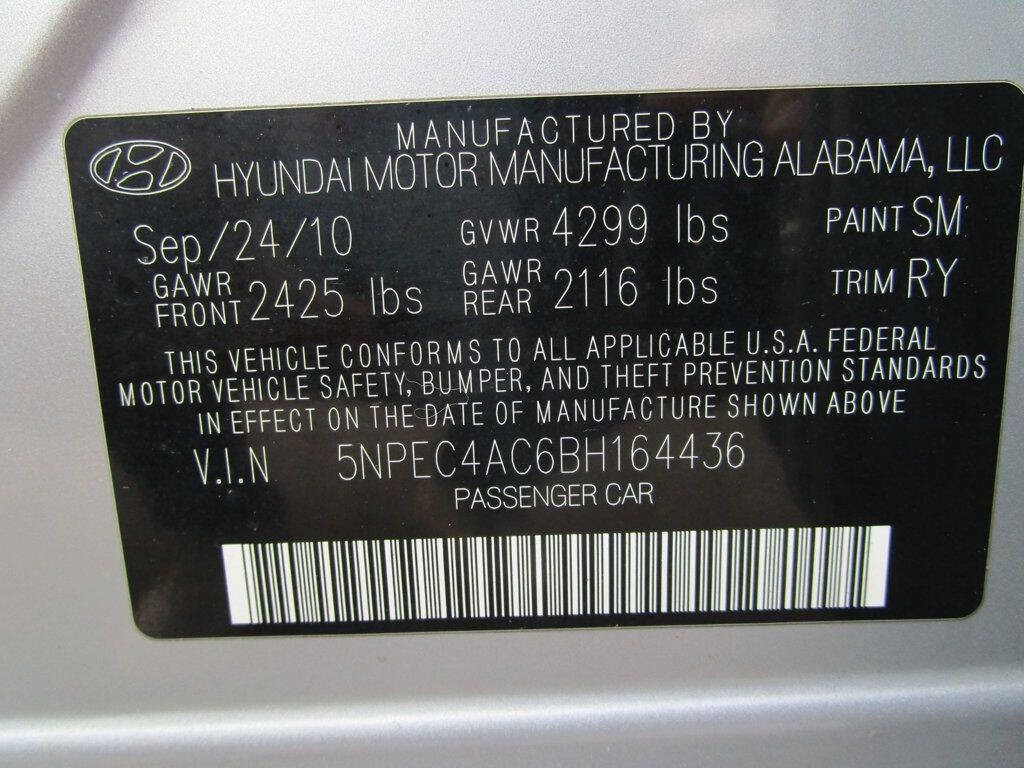 MANUFACTURED BY
HYUNDAI MOTOR MANUFACTURING ALABAMA, LLC
Sep/24/10 GVWR 4299 lbs PAINT SM
GAWR FRONT 2425 lbs GAWR REAR 2116 lbs TRIM RY
THIS VEHICLE CONFORMS TO ALL APPLICABLE U.S.A. FEDERAL
MOTOR VEHICLE SAFETY, BUMPER, AND THEFT PREVENTION STANDARDS
IN EFFECT ON THE DATE OF MANUFACTURE SHOWN ABOVE
V.I.N 5NPEC4AC6BH164436
PASSENGER CAR